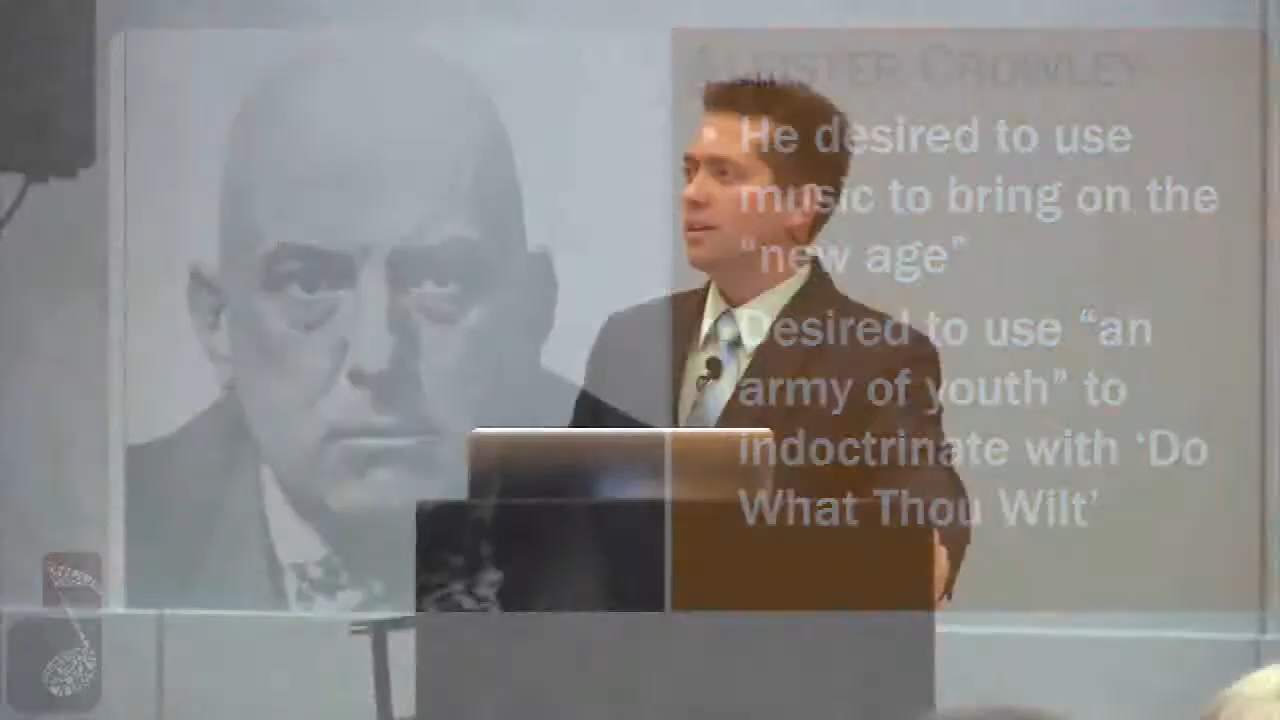 ALEISTER CROWLEY
He desired to use
music to bring on the
"new age"
Desired to use "an
army of youth" to
indoctrinate with 'Do
What Thou Wilt'